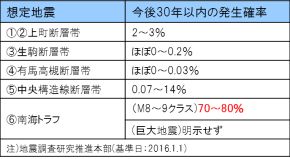 想定地震 今後30年以内の発生確率
①②上町断層帯 2～3%
③生駒断層帯 ほぼ0～0.2%
④有馬高槻断層帯 ほぼ0～0.03%
⑤中央構造線断層帯 0.07～14%
⑥南海トラフ (M8～9クラス)70～80%
(巨大地震)明示せず
注)地震調査研究推進本部(基準日:2016.1.1)